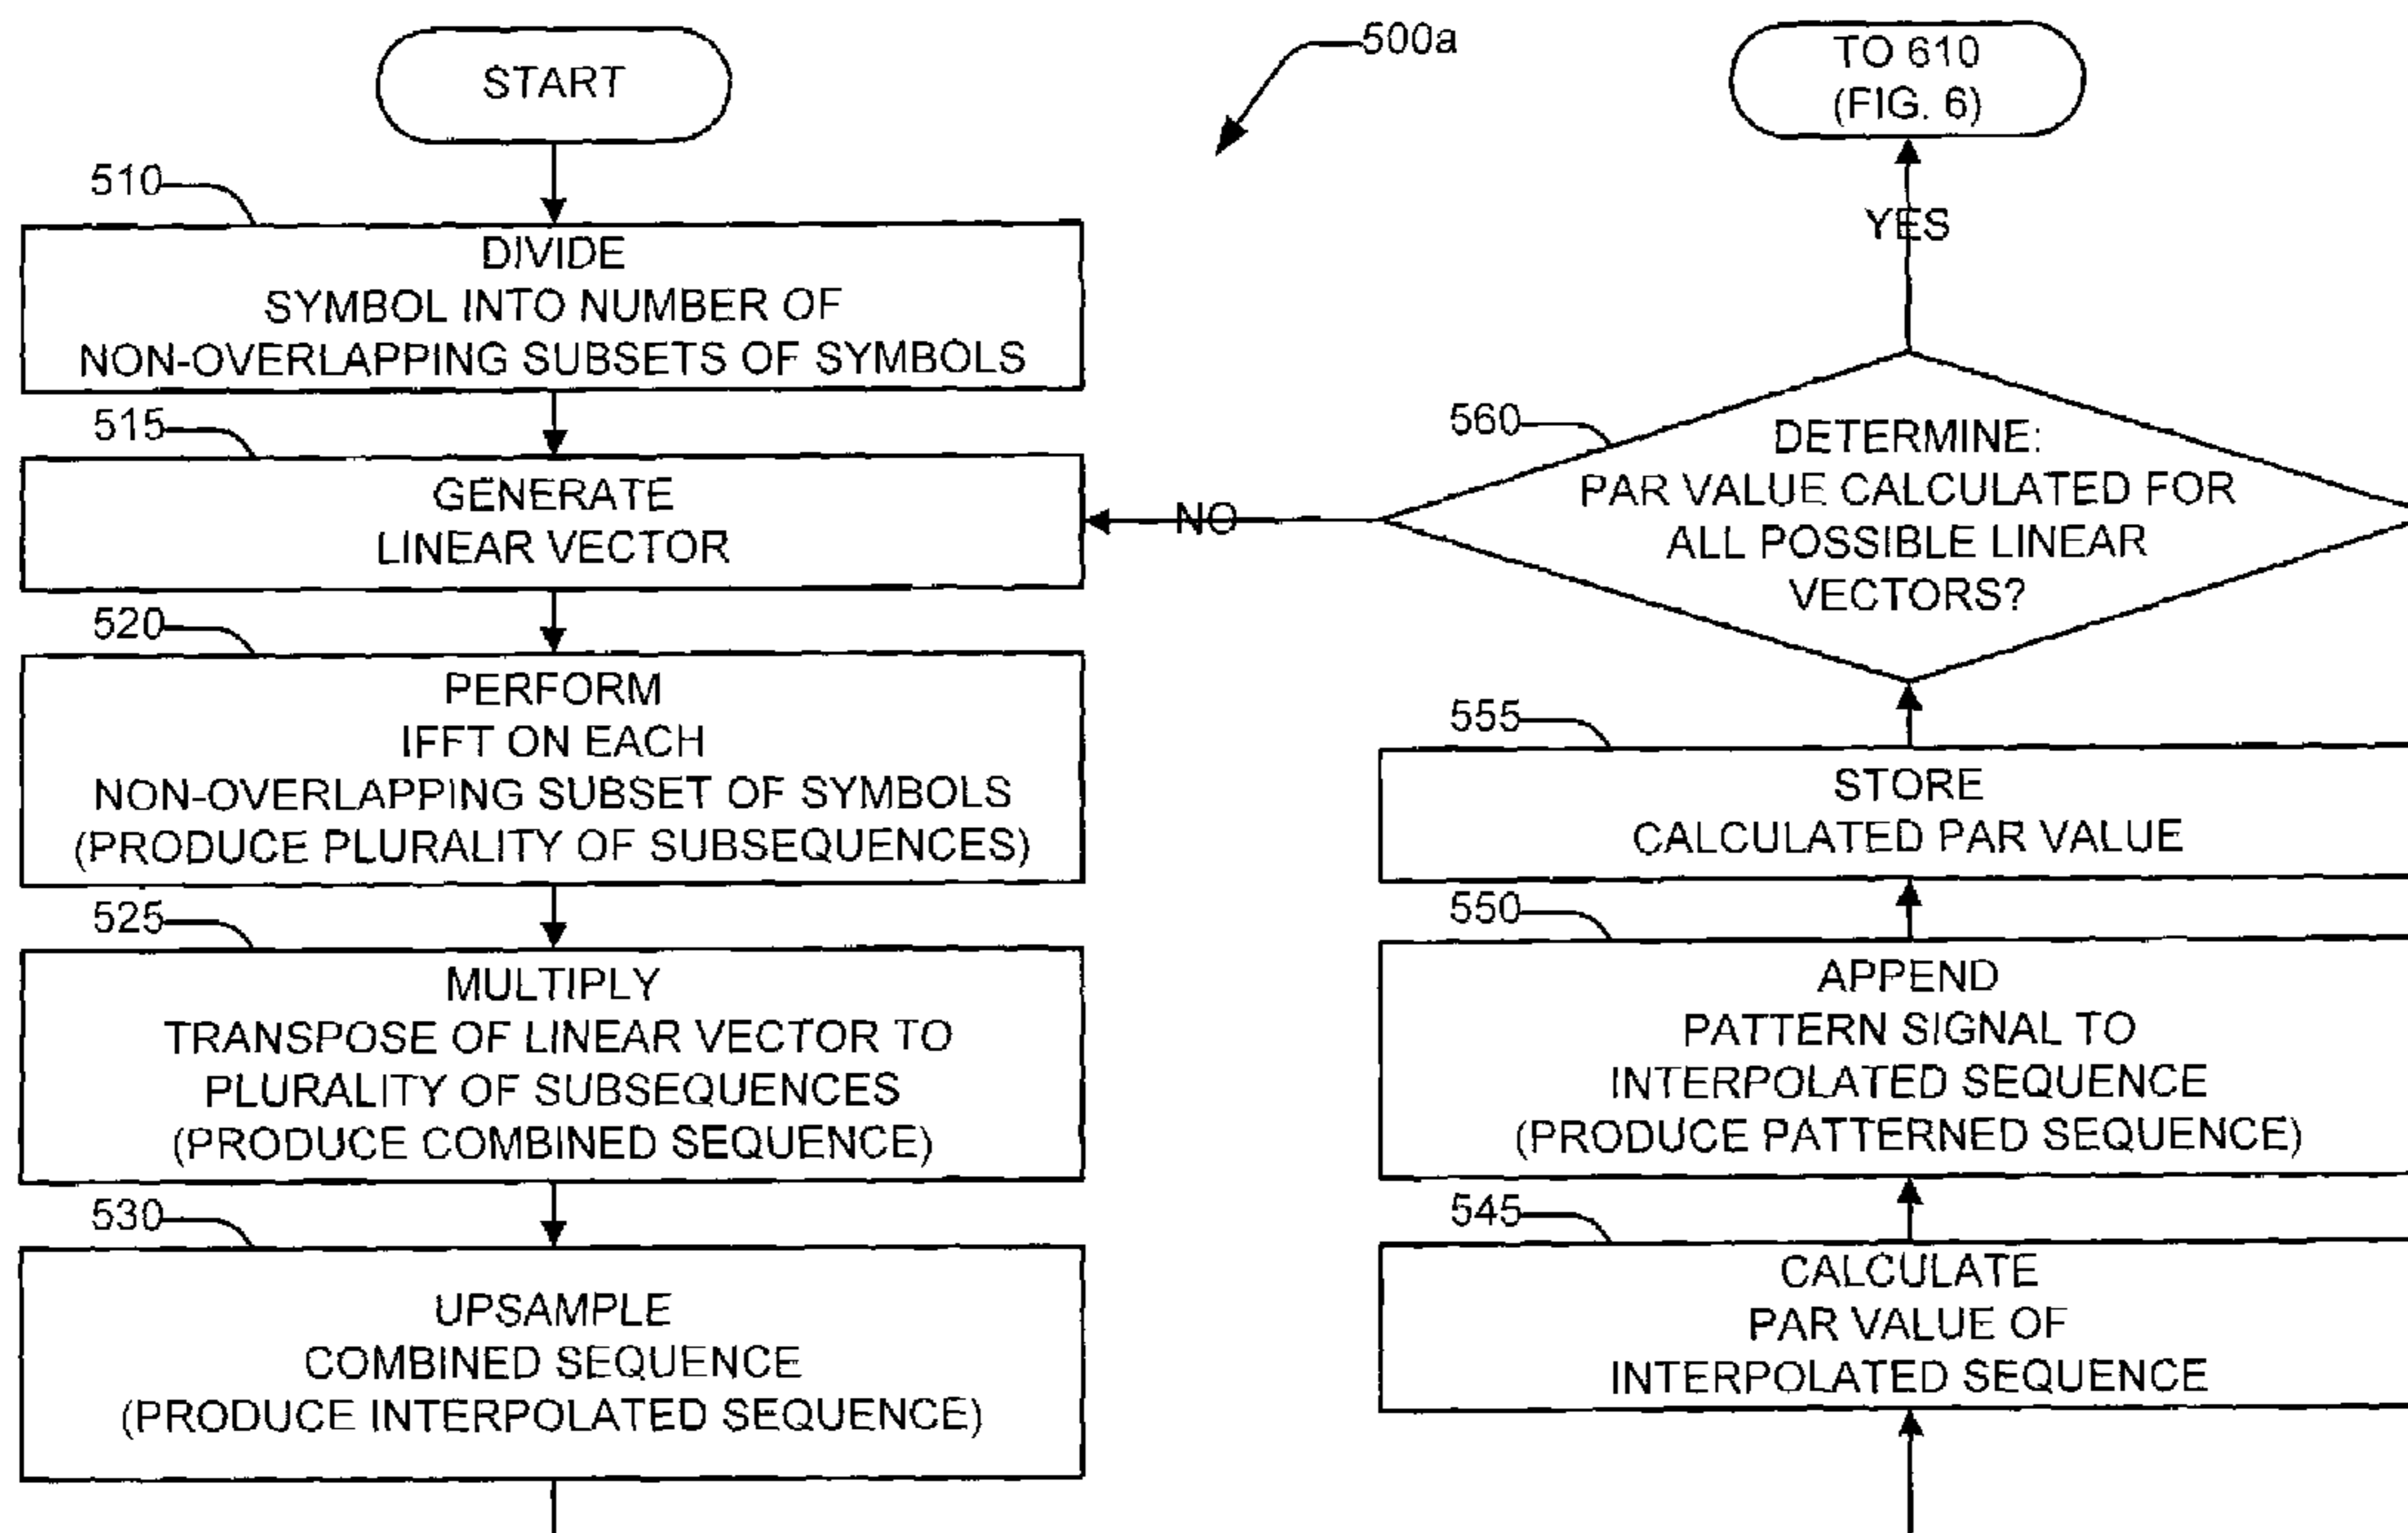 START
500a
510
DIVIDE
SYMBOL INTO NUMBER OF
NON-OVERLAPPING SUBSETS OF SYMBOLS
515
GENERATE
LINEAR VECTOR
520
PERFORM
IFFT ON EACH
NON-OVERLAPPING SUBSET OF SYMBOLS
(PRODUCE PLURALITY OF SUBSEQUENCES)
525
MULTIPLY
TRANSPOSE OF LINEAR VECTOR TO
PLURALITY OF SUBSEQUENCES
(PRODUCE COMBINED SEQUENCE)
530
UPSAMPLE
COMBINED SEQUENCE
(PRODUCE INTERPOLATED SEQUENCE)
545
CALCULATE
PAR VALUE OF
INTERPOLATED SEQUENCE
550
APPEND
PATTERN SIGNAL TO
INTERPOLATED SEQUENCE
(PRODUCE PATTERNED SEQUENCE)
555
STORE
CALCULATED PAR VALUE
560
DETERMINE:
PAR VALUE CALCULATED FOR
ALL POSSIBLE LINEAR
VECTORS?
NO
YES
TO 610
(FIG. 6)